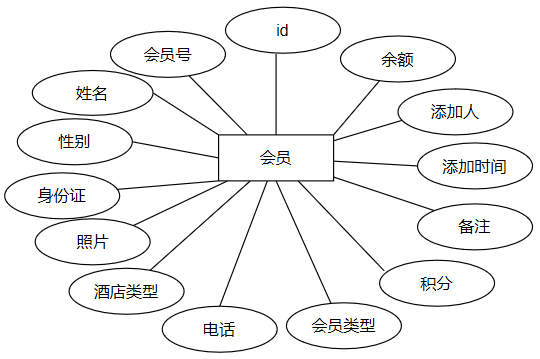 id
会员号
余额
姓名
添加人
性别
会员
添加时间
身份证
备注
照片
酒店类型
积分
电话
会员类型